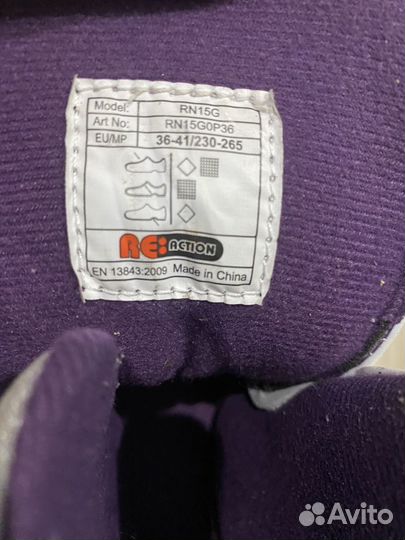 Model: RN15G
Art No: RN15G0P36
EU/MP 36-41/230-265
RE:ACTION
EN 13843:2009 Made in China
Avito